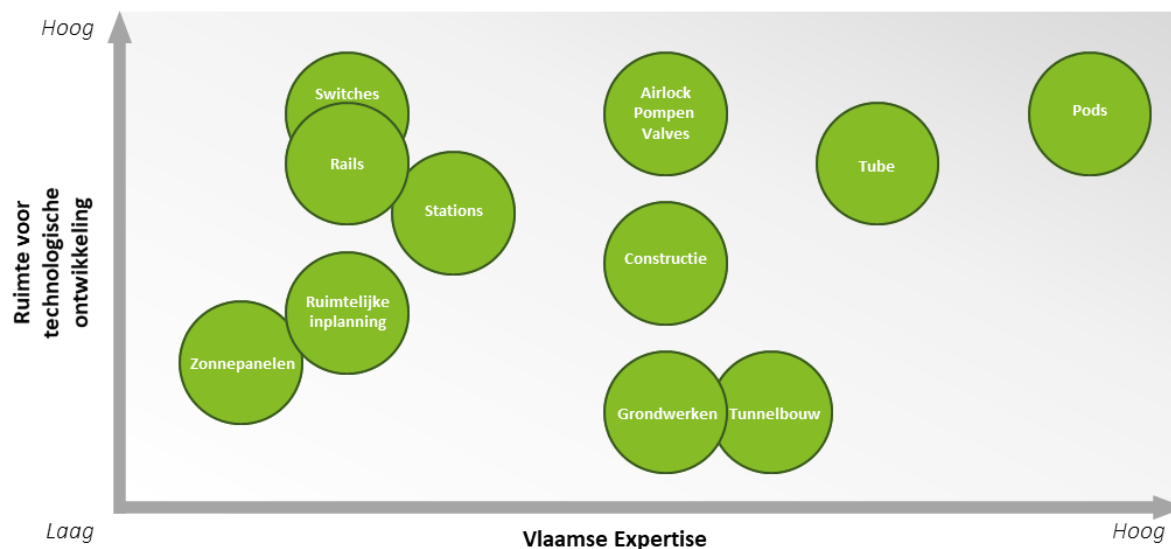 Hoog
Switches
Rails
Stations
Airlock
Pompen
Valves
Pods
Tube
Ruimte voor
technologische
ontwikkeling
Constructie
Ruimtelijke
inplanning
Zonnepanelen
Grondwerken
Tunnelbouw
Laag
Vlaamse Expertise
Hoog